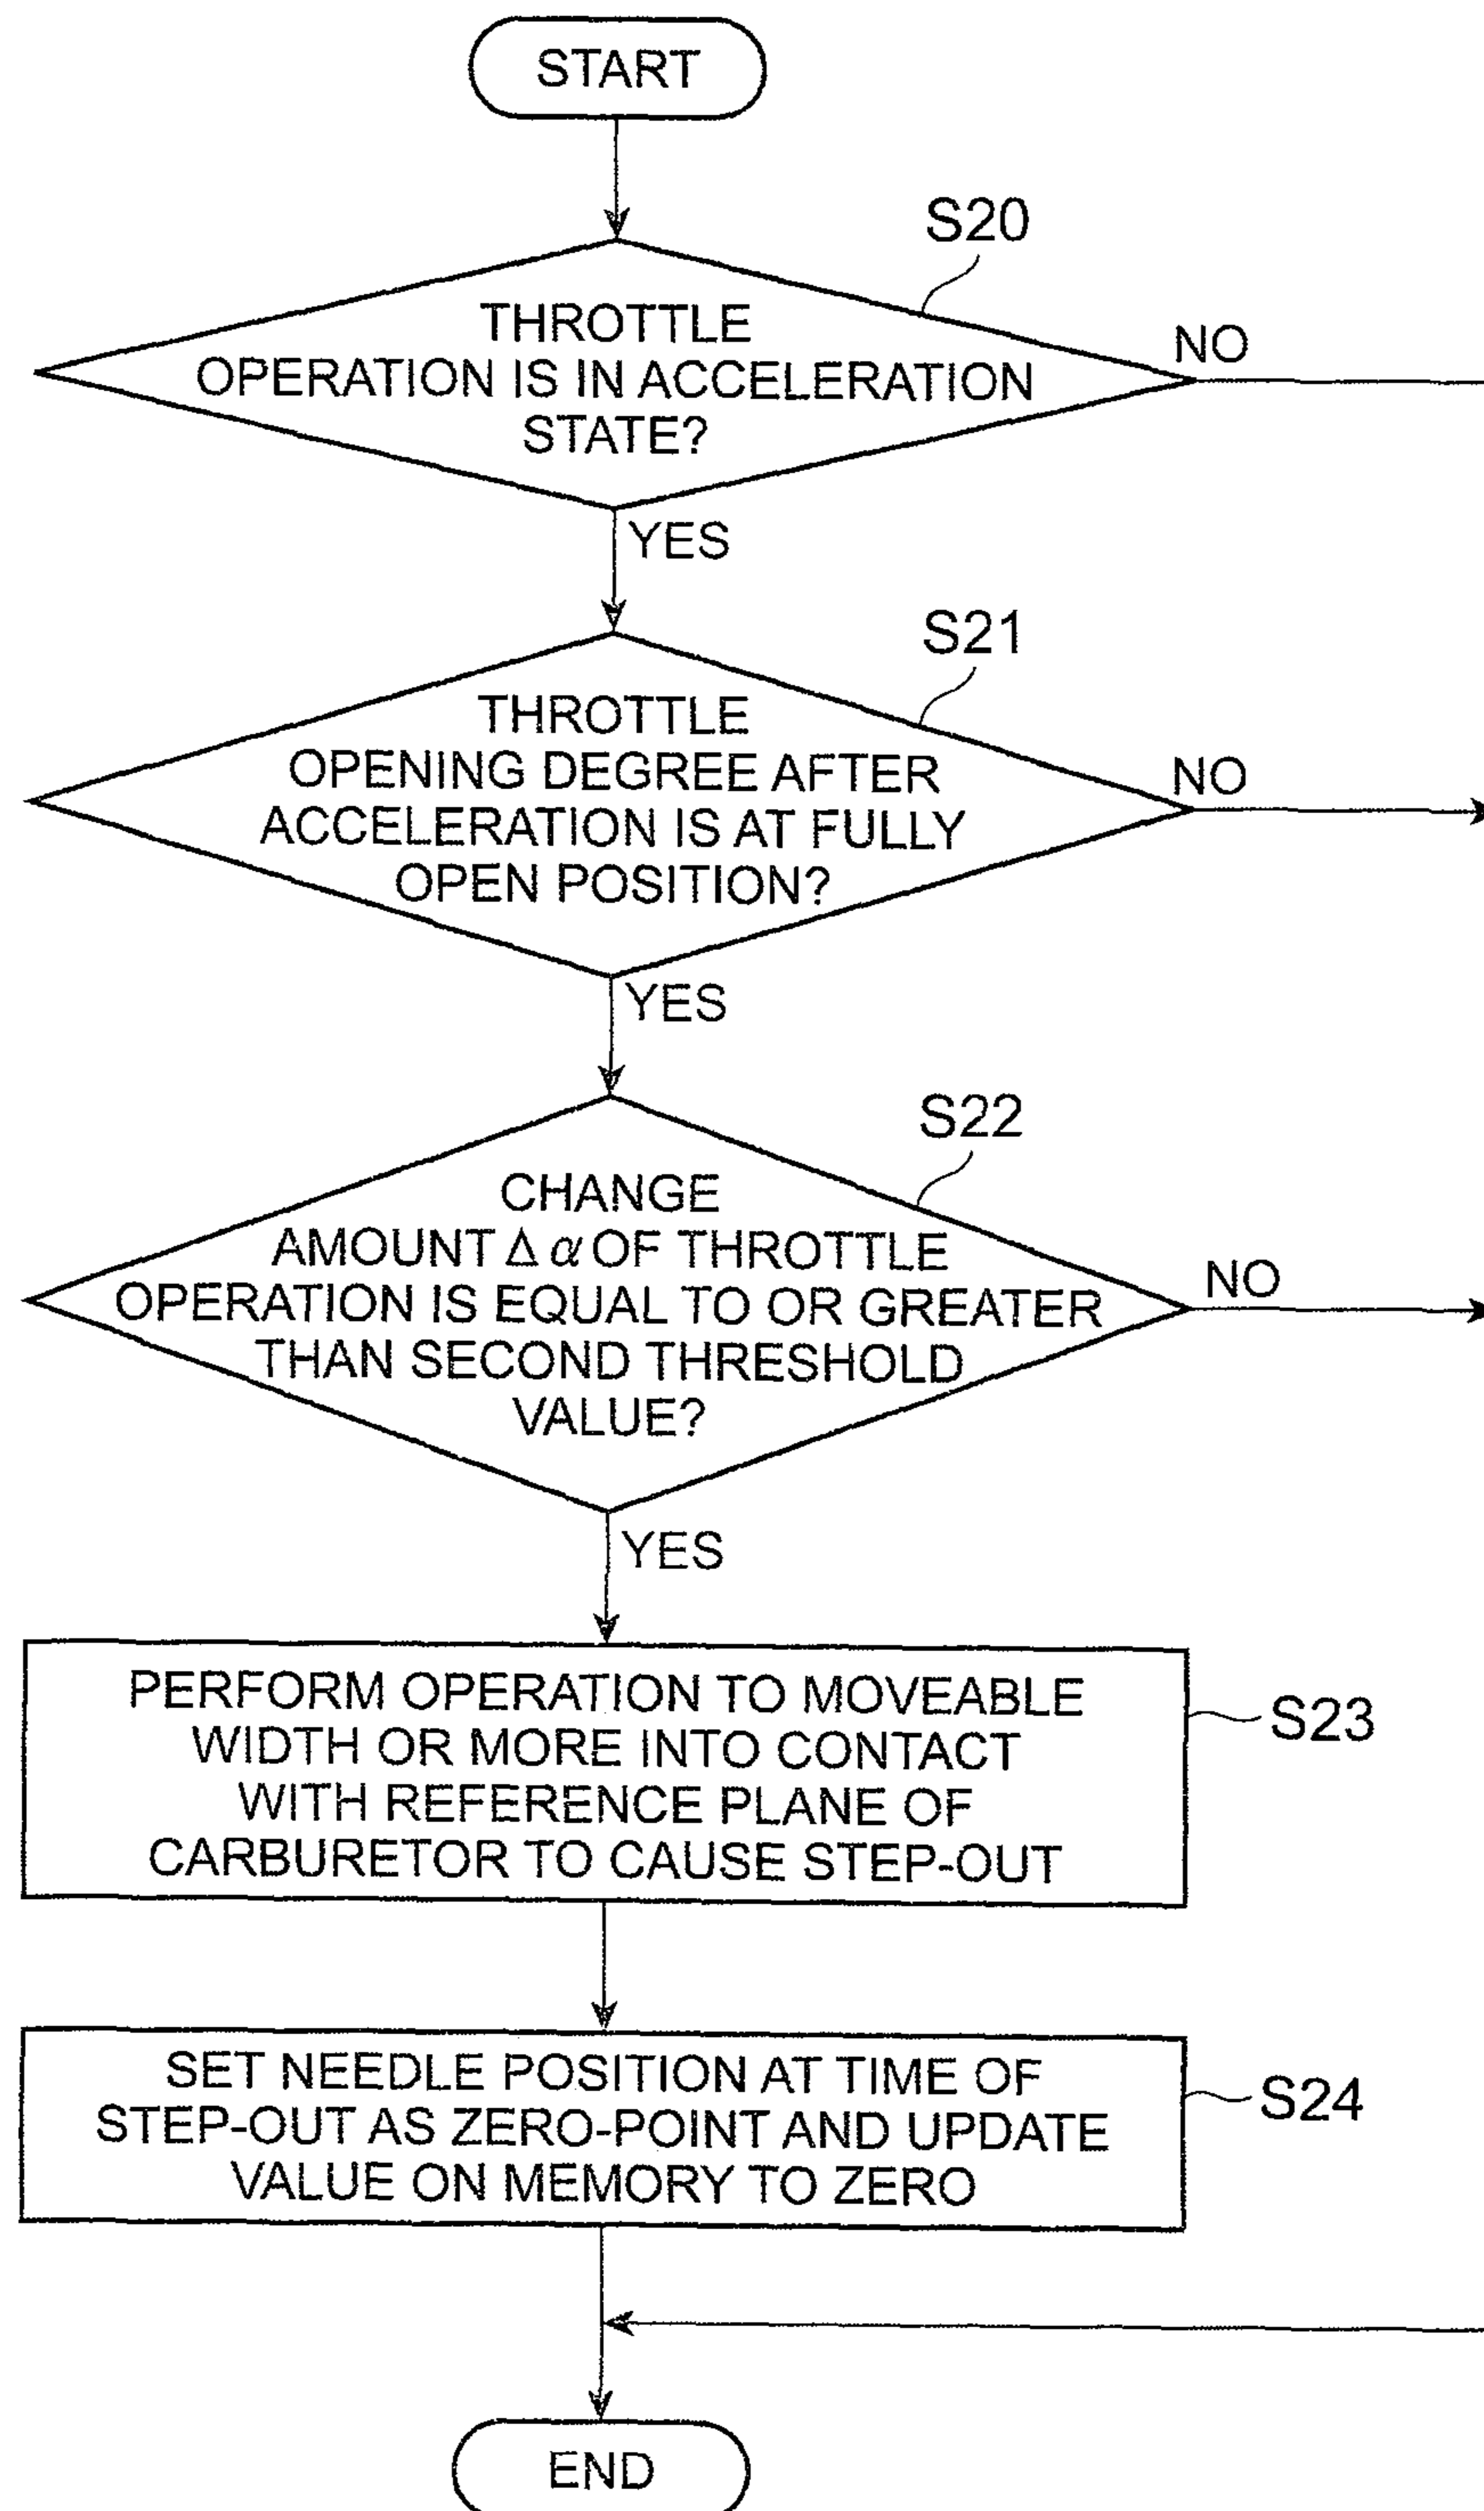 START
S20
THROTTLE
OPERATION IS IN ACCELERATION
STATE?
NO
YES
S21
THROTTLE
OPENING DEGREE AFTER
ACCELERATION IS AT FULLY
OPEN POSITION?
NO
YES
S22
CHANGE
AMOUNT Δα OF THROTTLE
OPERATION IS EQUAL TO OR GREATER
THAN SECOND THRESHOLD
VALUE?
NO
YES
PERFORM OPERATION TO MOVEABLE
WIDTH OR MORE INTO CONTACT
WITH REFERENCE PLANE OF
CARBURETOR TO CAUSE STEP-OUT
S23
SET NEEDLE POSITION AT TIME OF
STEP-OUT AS ZERO-POINT AND UPDATE
VALUE ON MEMORY TO ZERO
S24
END